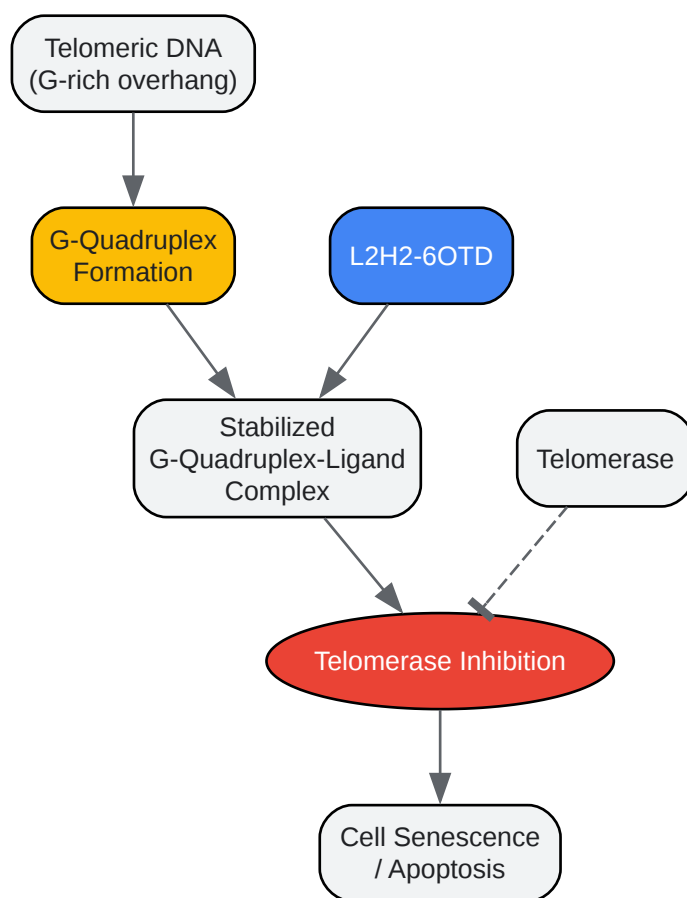 Telomeric DNA
(G-rich overhang)
G-Quadruplex
Formation
L2H2-6OTD
Stabilized
G-Quadruplex-Ligand
Complex
Telomerase
Telomerase Inhibition
Cell Senescence
/ Apoptosis